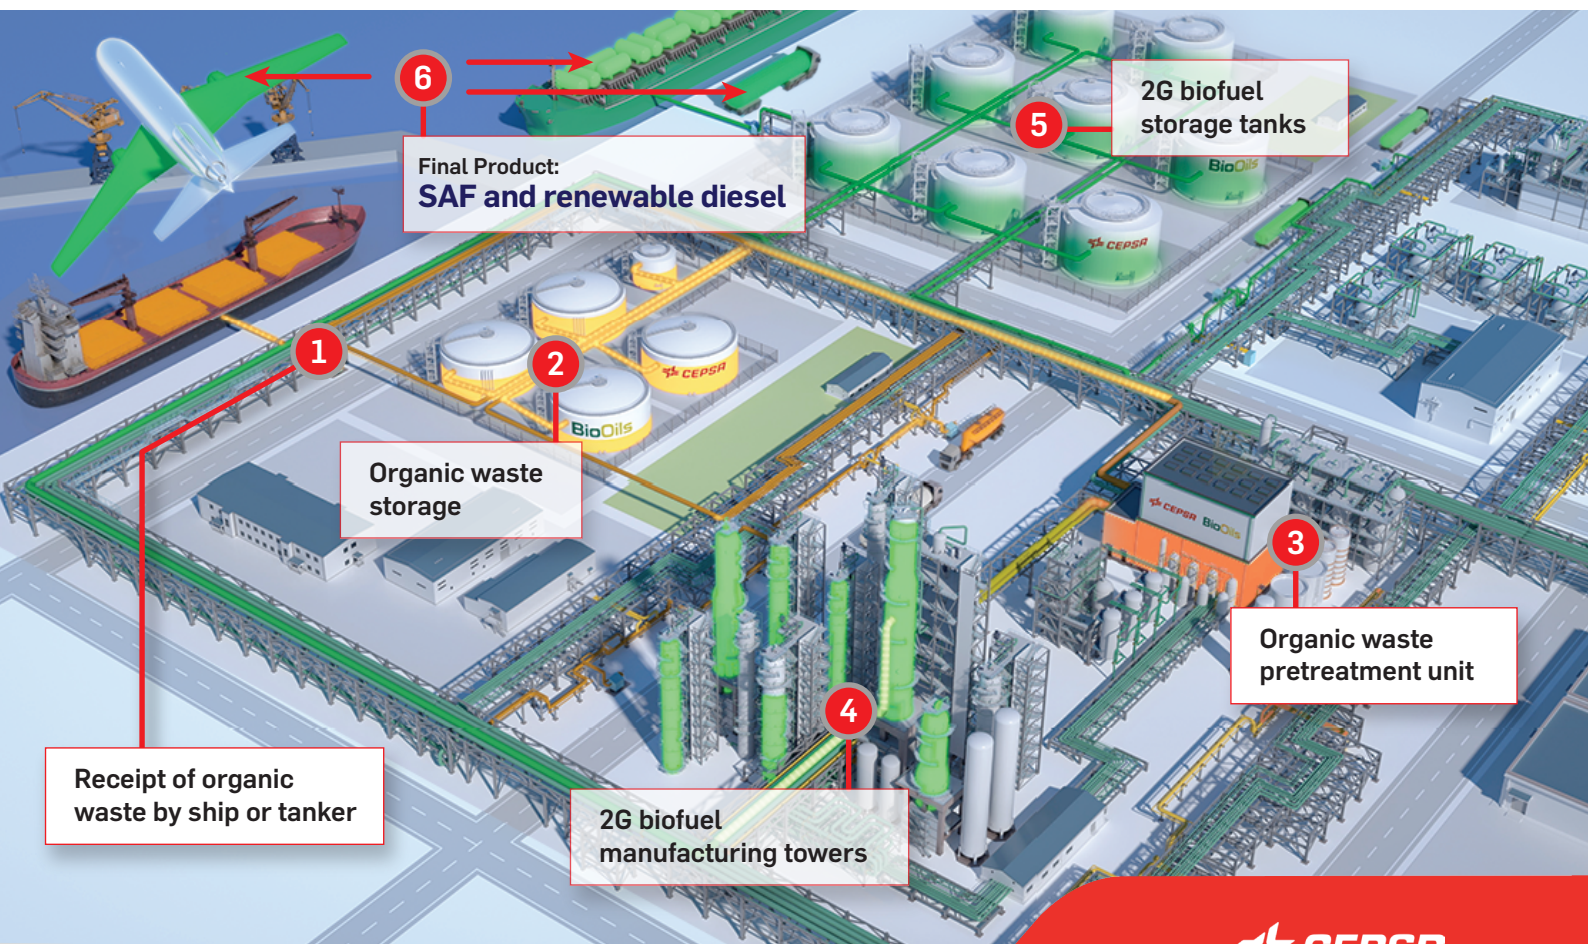 6
Final Product:
SAF and renewable diesel
5
2G biofuel
storage tanks
BioOils
CEPSA
1
2
CEPSA
BioOils
Organic waste
storage
CEPSA BioOils
3
Organic waste
pretreatment unit
4
Receipt of organic
waste by ship or tanker
2G biofuel
manufacturing towers
CEPSA